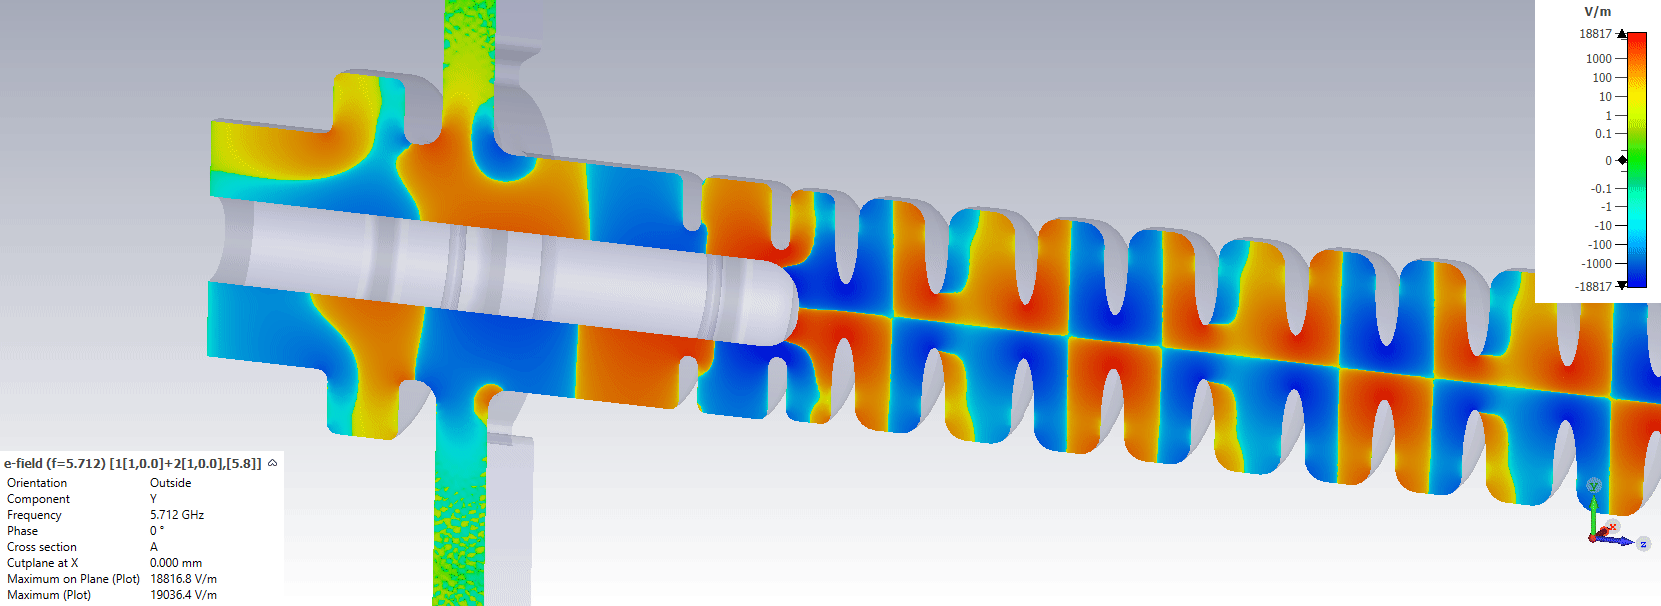 V/m
18817
1000
100
10
1
0.1
0
-0.1
-1
-10
-100
-1000
-18817
e-field (f=5.712) [1[1,0.0]+2[1,0.0],[5.8]]
Orientation Outside
Component Y
Frequency 5.712 GHz
Phase 0 °
Cross section A
Cutplane at X 0.000 mm
Maximum on Plane (Plot) 18816.8 V/m
Maximum (Plot) 19036.4 V/m
y
x
z